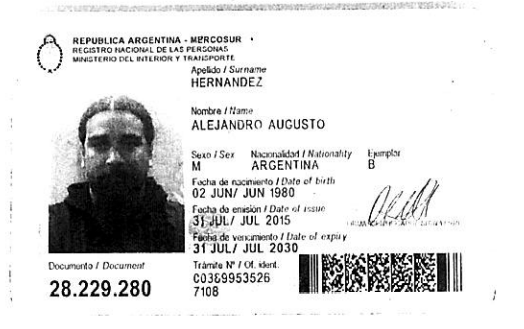 REPUBLICA ARGENTINA - MERCOSUR
REGISTRO NACIONAL DE LAS PERSONAS
MINISTERIO DEL INTERIOR Y TRANSPORTE
Apellido / Surname
HERNANDEZ
Nombre / Name
ALEJANDRO AUGUSTO
Sexo / Sex Nacionalidad / Nationality Ejemplar
M ARGENTINA B
Fecha de nacimiento / Date of birth
02 JUN/ JUN 1980
Fecha de emisión / Date of issue
31 JUL/ JUL 2015
Fecha de vencimiento / Date of expiry
31 JUL/ JUL 2030
Documento / Document
28.229.280
Trámite Nº / Of. ident.
7108